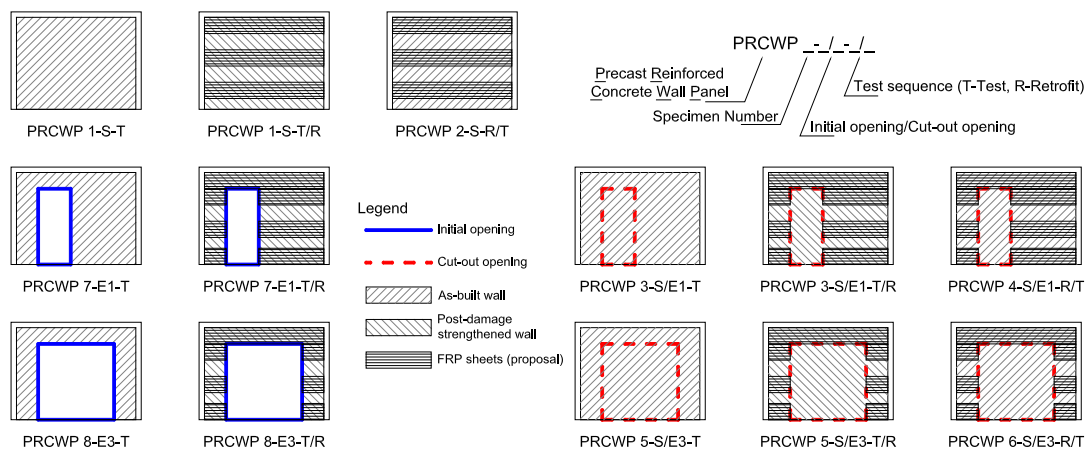 PRCWP 1-S-T
PRCWP 1-S-T/R
PRCWP 2-S-R/T
PRCWP _-_/_-_/_
Precast Reinforced
Concrete Wall Panel
Specimen Number
Test sequence (T-Test, R-Retrofit)
Initial opening/Cut-out opening
PRCWP 7-E1-T
PRCWP 7-E1-T/R
Legend
Initial opening
Cut-out opening
As-built wall
Post-damage
strengthened wall
FRP sheets (proposal)
PRCWP 3-S/E1-T
PRCWP 3-S/E1-T/R
PRCWP 4-S/E1-R/T
PRCWP 8-E3-T
PRCWP 8-E3-T/R
PRCWP 5-S/E3-T
PRCWP 5-S/E3-T/R
PRCWP 6-S/E3-R/T